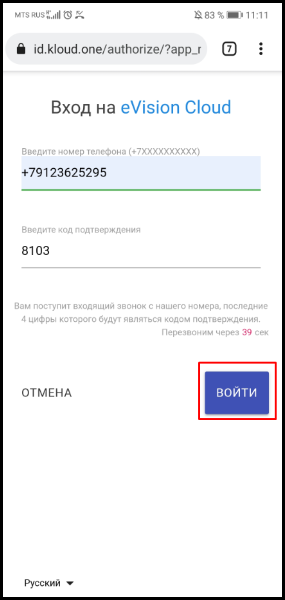 MTS RUS 83 % 11:11
id.kloud.one/authorize/?app_r 7
Вход на eVision Cloud
Введите номер телефона (+7XXXXXXXXXX)
+79123625295
Введите код подтверждения
8103
Вам поступит входящий звонок с нашего номера, последние
4 цифры которого будут являться кодом подтверждения.
Перезвоним через 39 сек
ОТМЕНА ВОЙТИ
Русский